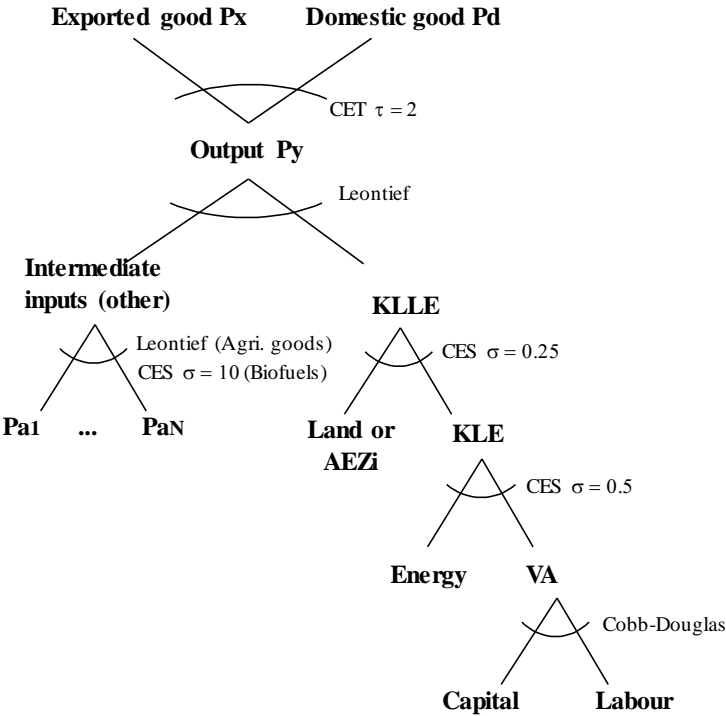 Exported good Px Domestic good Pd
CET τ = 2
Output Py
Leontief
Intermediate
inputs (other)
KLLE
Leontief (Agri. goods)
CES σ = 10 (Biofuels)
CES σ = 0.25
Pa1 ... PaN
Land or
AEZi
KLE
CES σ = 0.5
Energy VA
Cobb-Douglas
Capital Labour